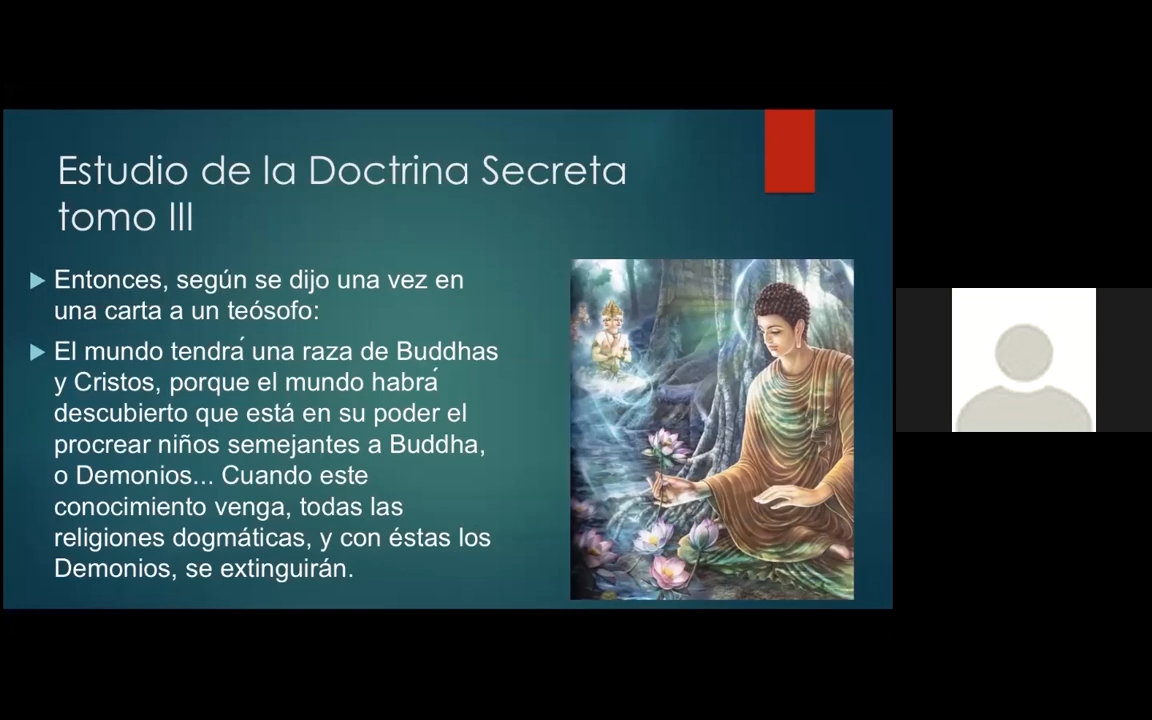 Estudio de la Doctrina Secreta
tomo III
Entonces, según se dijo una vez en
una carta a un teósofo:
El mundo tendrá una raza de Buddhas
y Cristos, porque el mundo habrá
descubierto que está en su poder el
procrear niños semejantes a Buddha,
o Demonios... Cuando este
conocimiento venga, todas las
religiones dogmáticas, y con éstas los
Demonios, se extinguirán.